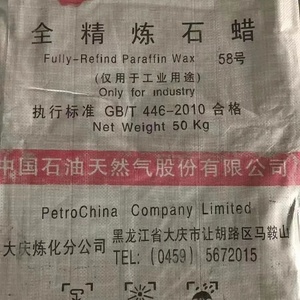 全精炼石蜡
Fully-Refind Paraffin Wax 58号
(仅用于工业用途)
Only for industry
执行标准 GB/T 446-2010 合格
Net Weight 50 Kg
中国石油天然气股份有限公司
PetroChina Company Limited
大庆炼化分公司 黑龙江省大庆市让胡路区马鞍山
TEL: (0459) 5672015